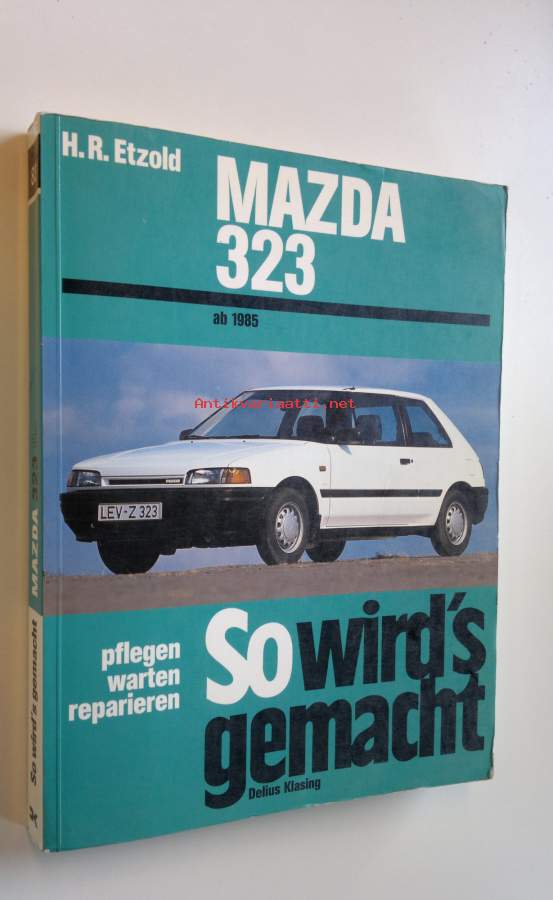 H.R. Etzold
MAZDA
323
ab 1985
Antikvariaatti.net
LEV-Z 323
pflegen
warten
reparieren
So wird's
gemacht
Delius Klasing
So wird's gemacht MAZDA 323